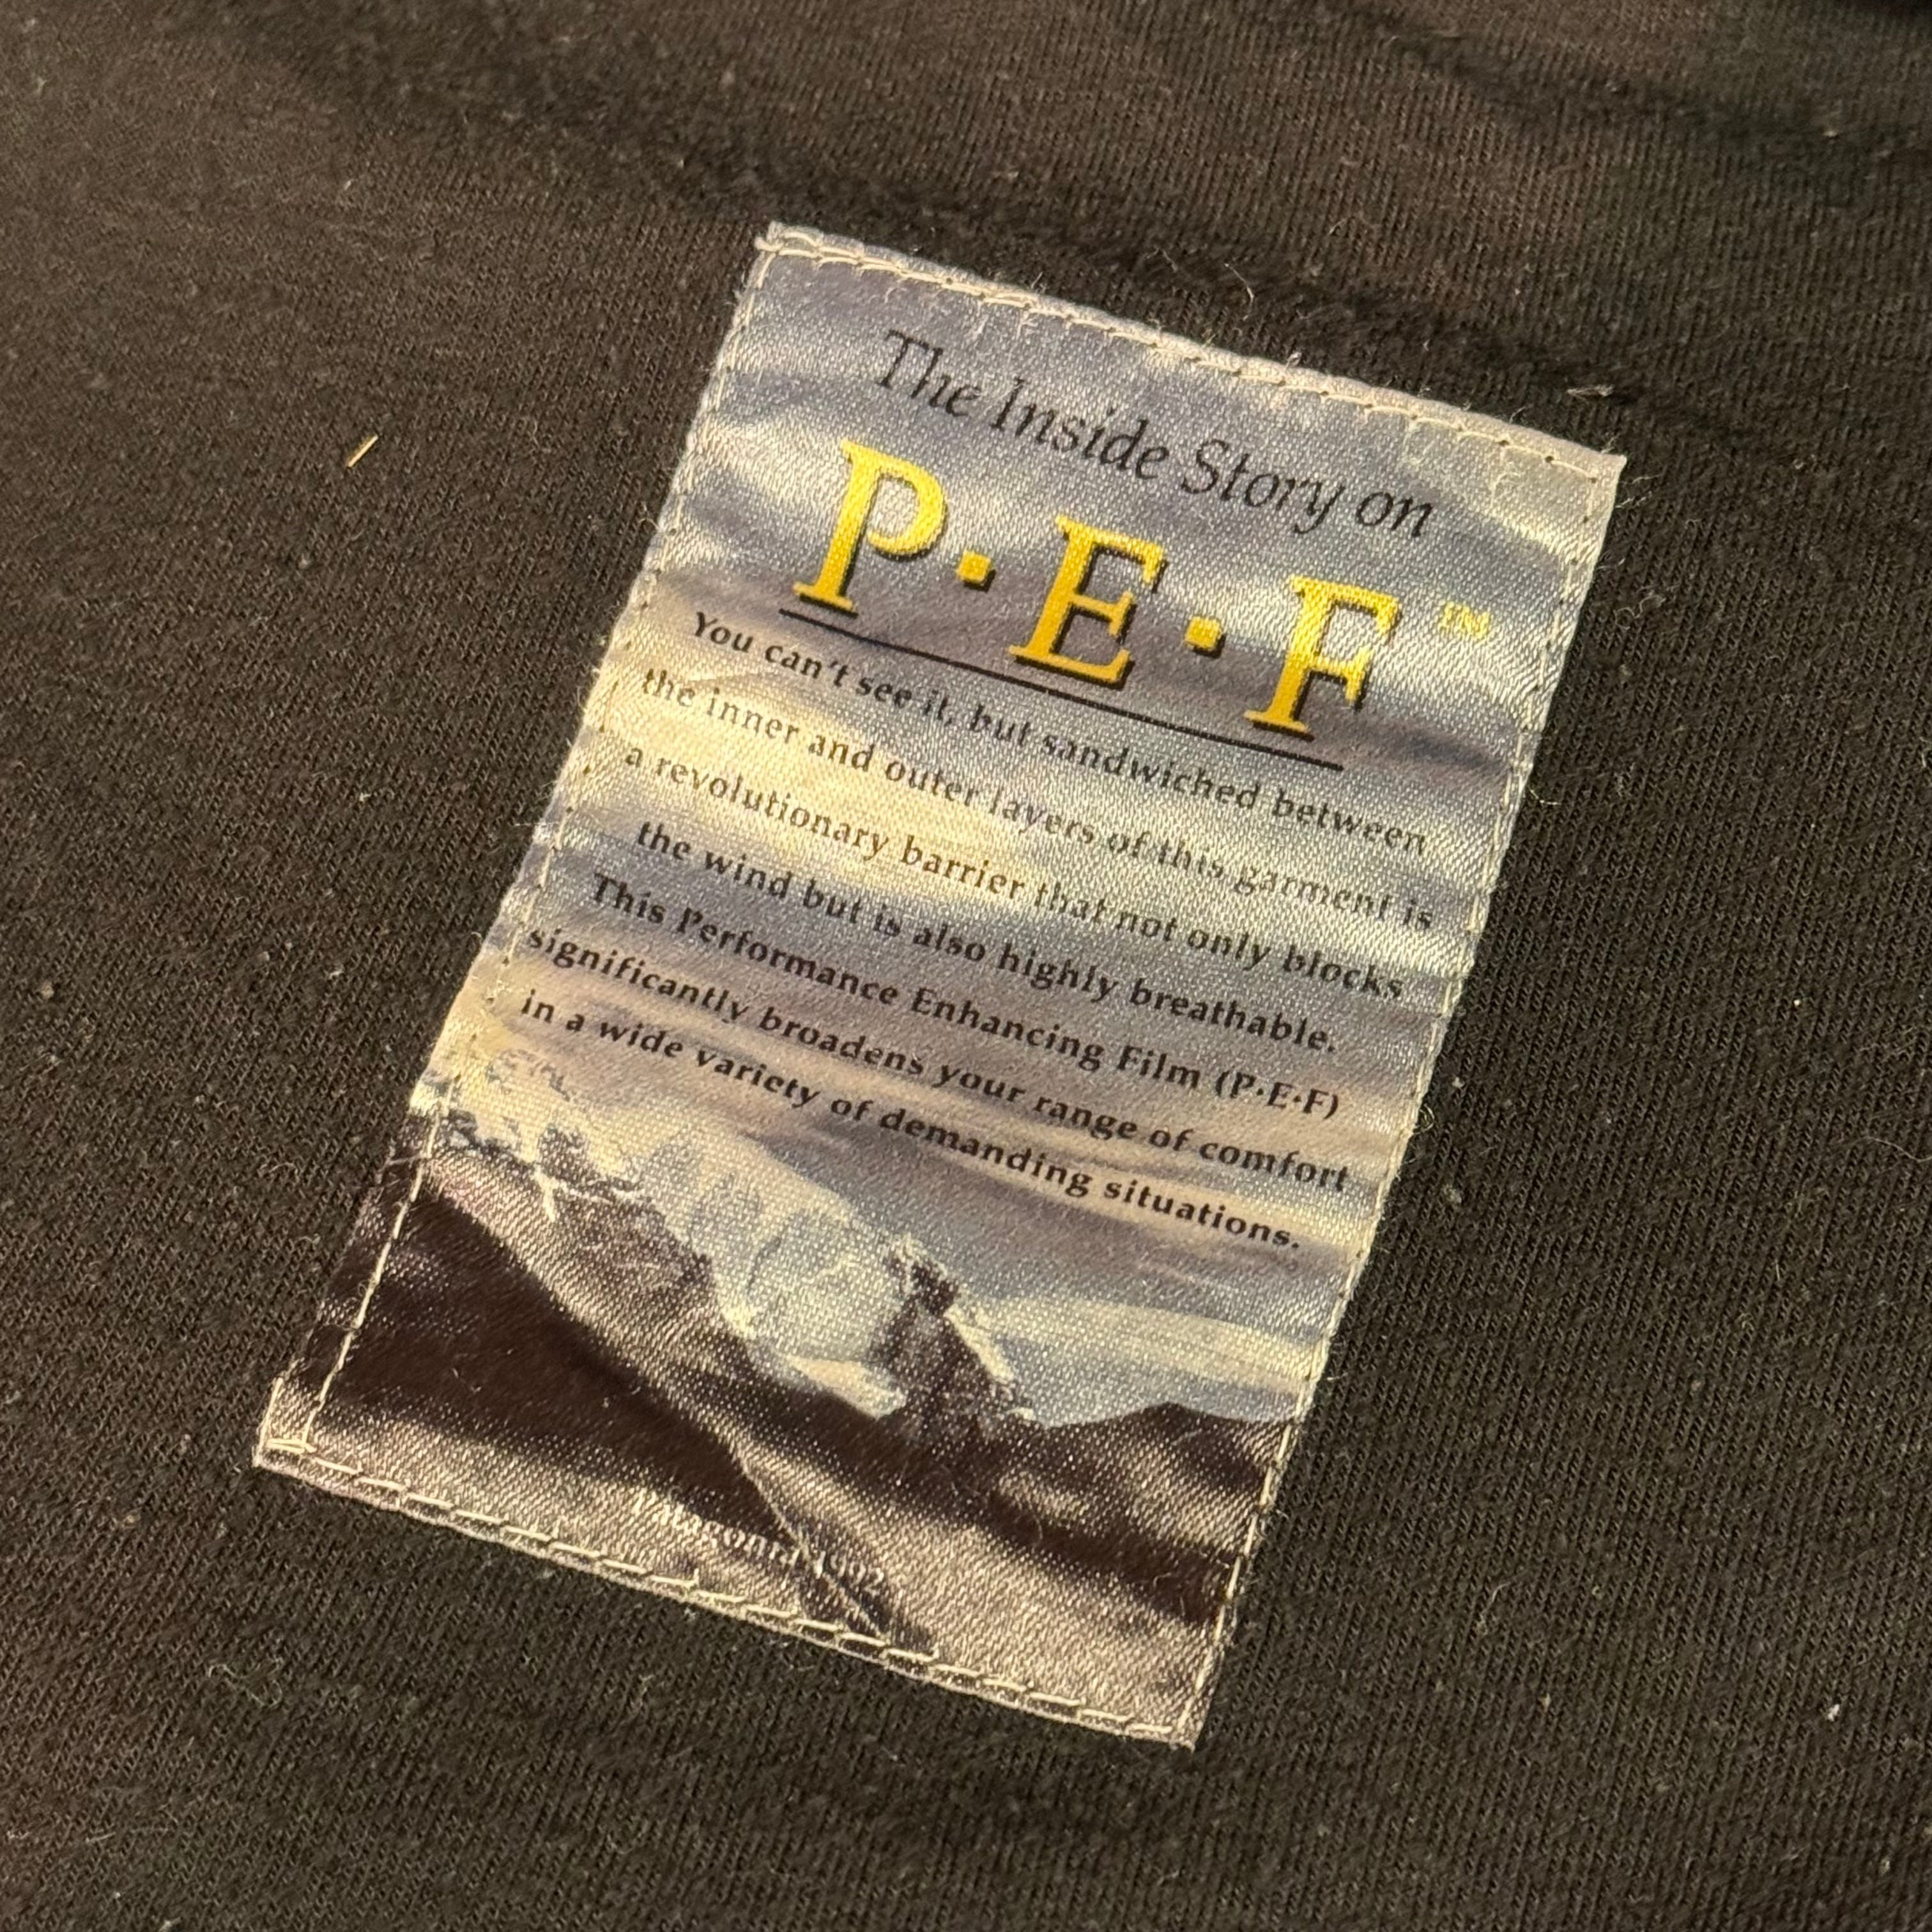 The Inside Story on
P·E·F™
You can't see it, but sandwiched between
the inner and outer layers of this garment is
a revolutionary barrier that not only blocks
the wind but is also highly breathable.
This Performance Enhancing Film (P·E·F)
significantly broadens your range of comfort
in a wide variety of demanding situations.
Patagonia 1992